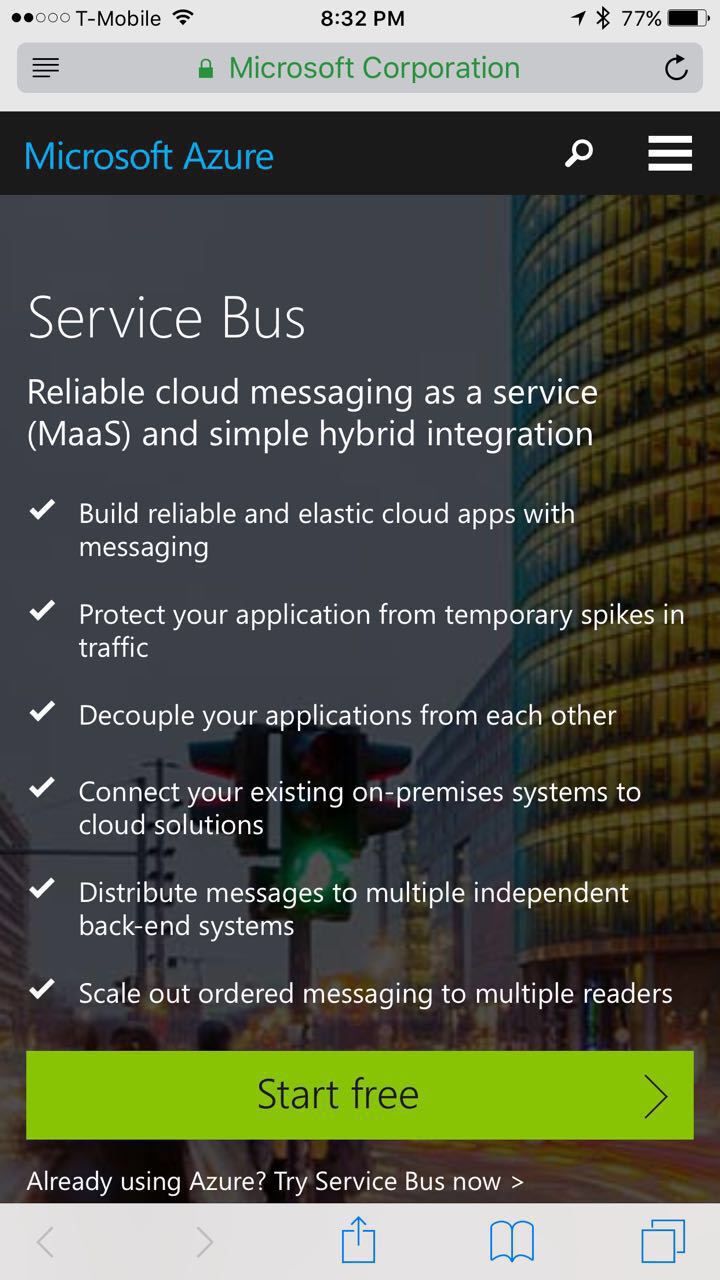 T-Mobile 8:32 PM 77%
Microsoft Corporation
Microsoft Azure
Service Bus
Reliable cloud messaging as a service
(MaaS) and simple hybrid integration
Build reliable and elastic cloud apps with
messaging
Protect your application from temporary spikes in
traffic
Decouple your applications from each other
Connect your existing on-premises systems to
cloud solutions
Distribute messages to multiple independent
back-end systems
Scale out ordered messaging to multiple readers
Start free
Already using Azure? Try Service Bus now >